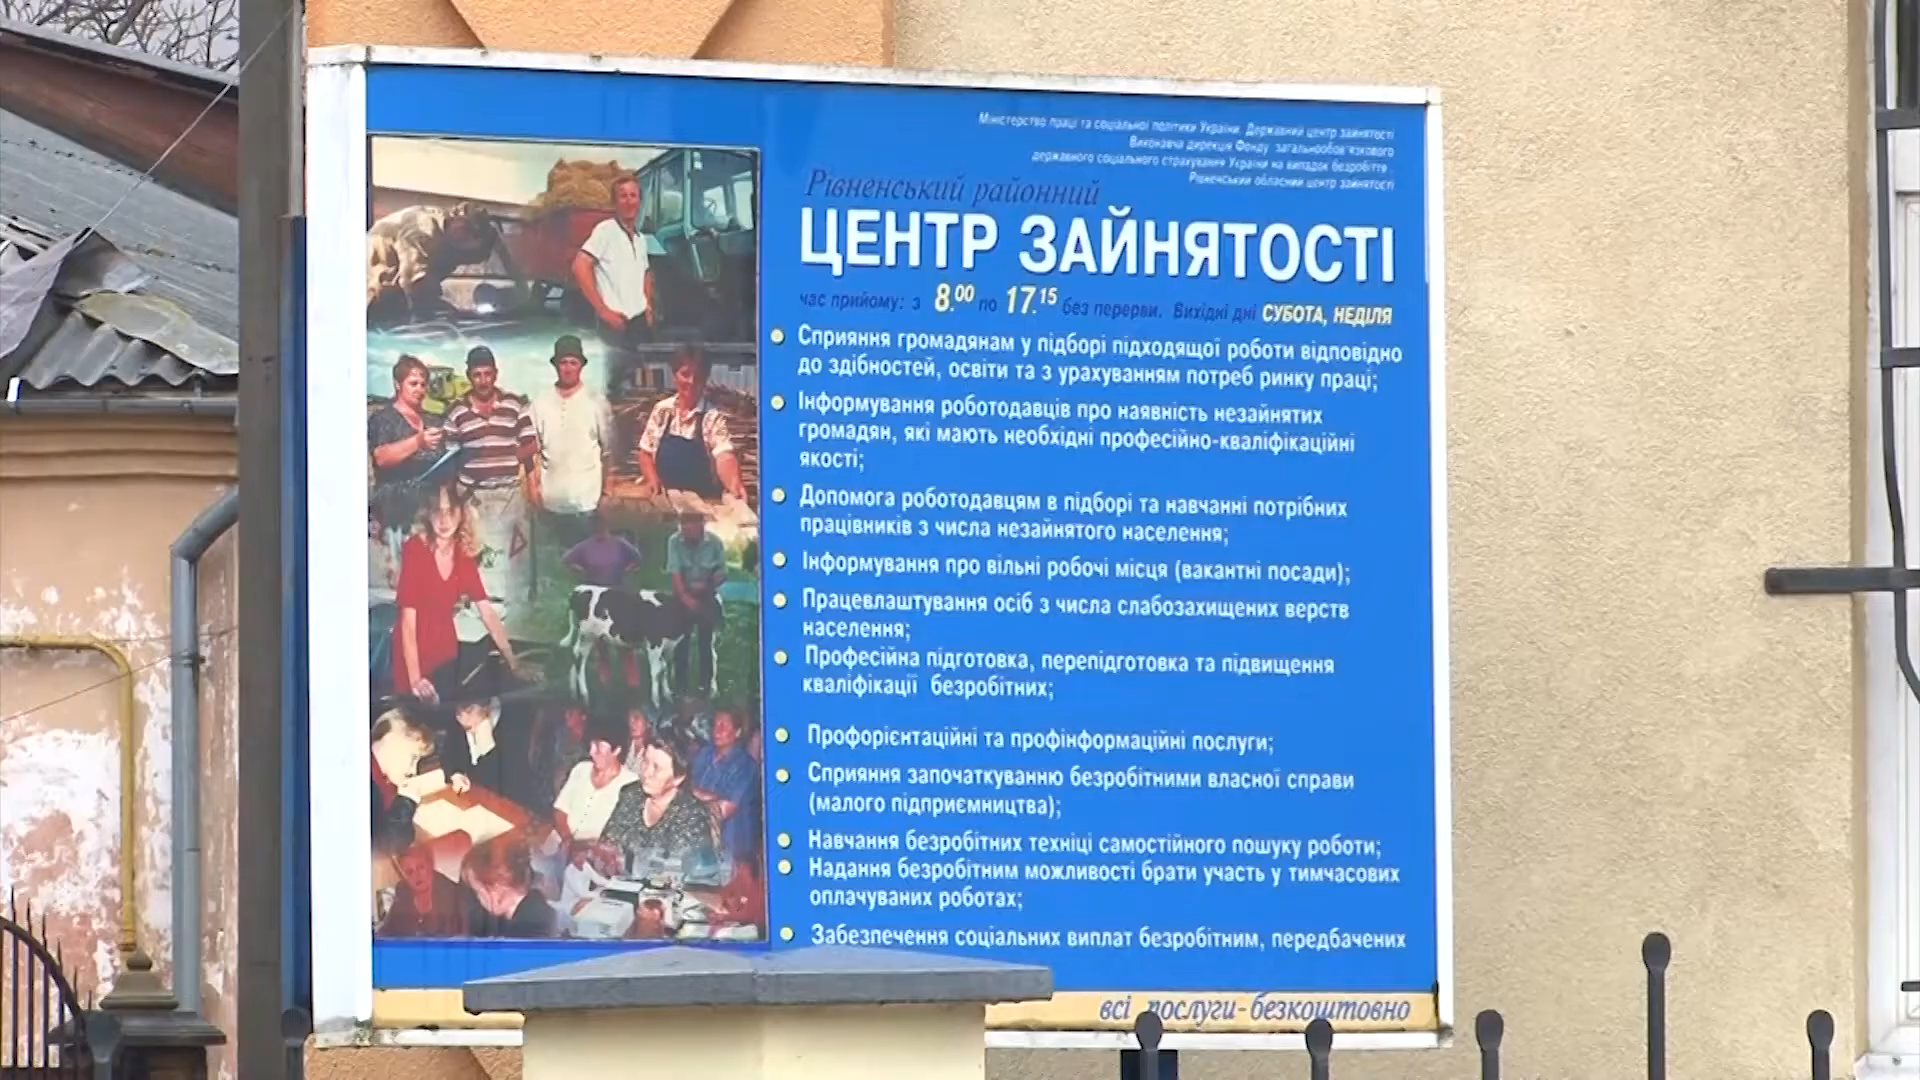 Міністерство праці та соціальної політики України Державний центр зайнятості
Виконавча дирекція Фонду загальнообов'язкового
державного соціального страхування України на випадок безробіття
Рівненський обласний центр зайнятості
Рівненський районний
ЦЕНТР ЗАЙНЯТОСТІ
час прийому: з 8.00 по 17.15 без перерви. Вихідні дні СУБОТА, НЕДІЛЯ
Сприяння громадянам у підборі підходящої роботи відповідно
до здібностей, освіти та з урахуванням потреб ринку праці;
Інформування роботодавців про наявність незайнятих
громадян, які мають необхідні професійно-кваліфікаційні
якості;
Допомога роботодавцям в підборі та навчанні потрібних
працівників з числа незайнятого населення;
Інформування про вільні робочі місця (вакантні посади);
Працевлаштування осіб з числа слабозахищених верств
населення;
Професійна підготовка, перепідготовка та підвищення
кваліфікації безробітних;
Профорієнтаційні та профінформаційні послуги;
Сприяння започаткуванню безробітними власної справи
(малого підприємництва);
Навчання безробітних техніці самостійного пошуку роботи;
Надання безробітним можливості брати участь у тимчасових
оплачуваних роботах;
Забезпечення соціальних виплат безробітним, передбачених
всі послуги-безкоштовно